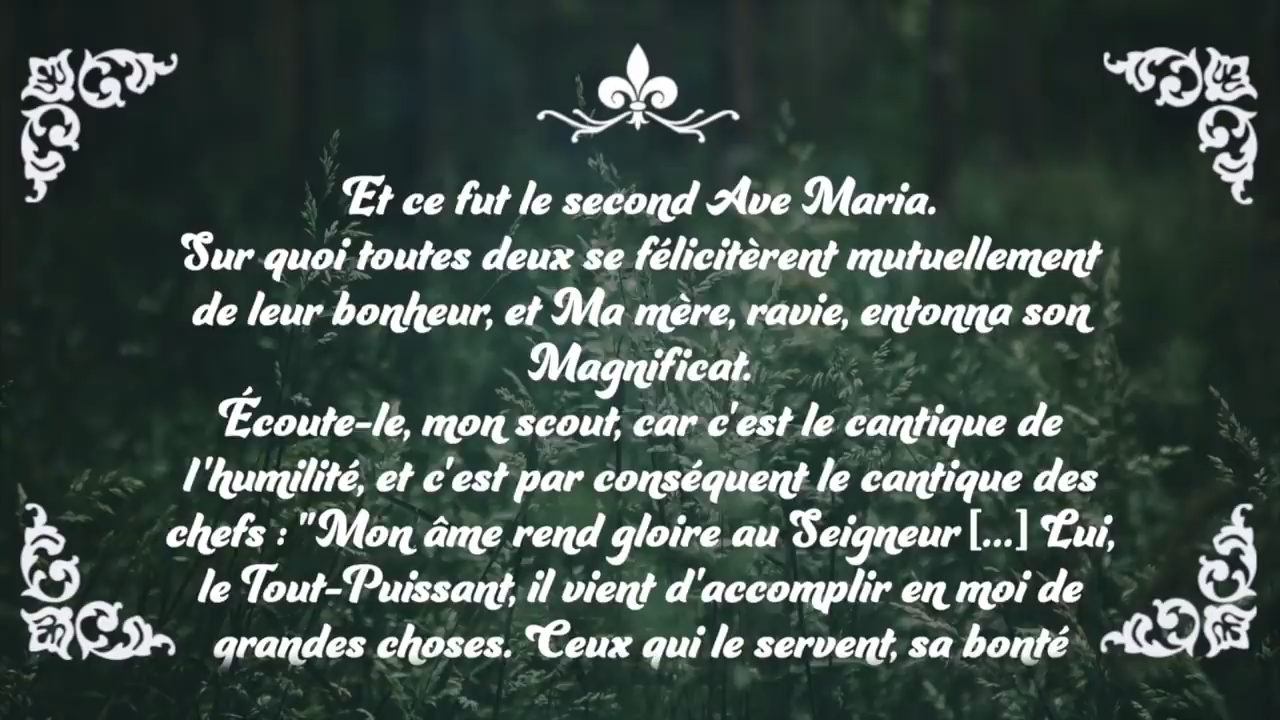 Et ce fut le second Ave Maria.
Sur quoi toutes deux se félicitèrent mutuellement
de leur bonheur, et Ma mère, ravie, entonna son
Magnificat.
Écoute-le, mon scout, car c'est le cantique de
l'humilité, et c'est par conséquent le cantique des
chefs : "Mon âme rend gloire au Seigneur [...] Lui,
le Tout-Puissant, il vient d'accomplir en moi de
grandes choses. Ceux qui le servent, sa bonté